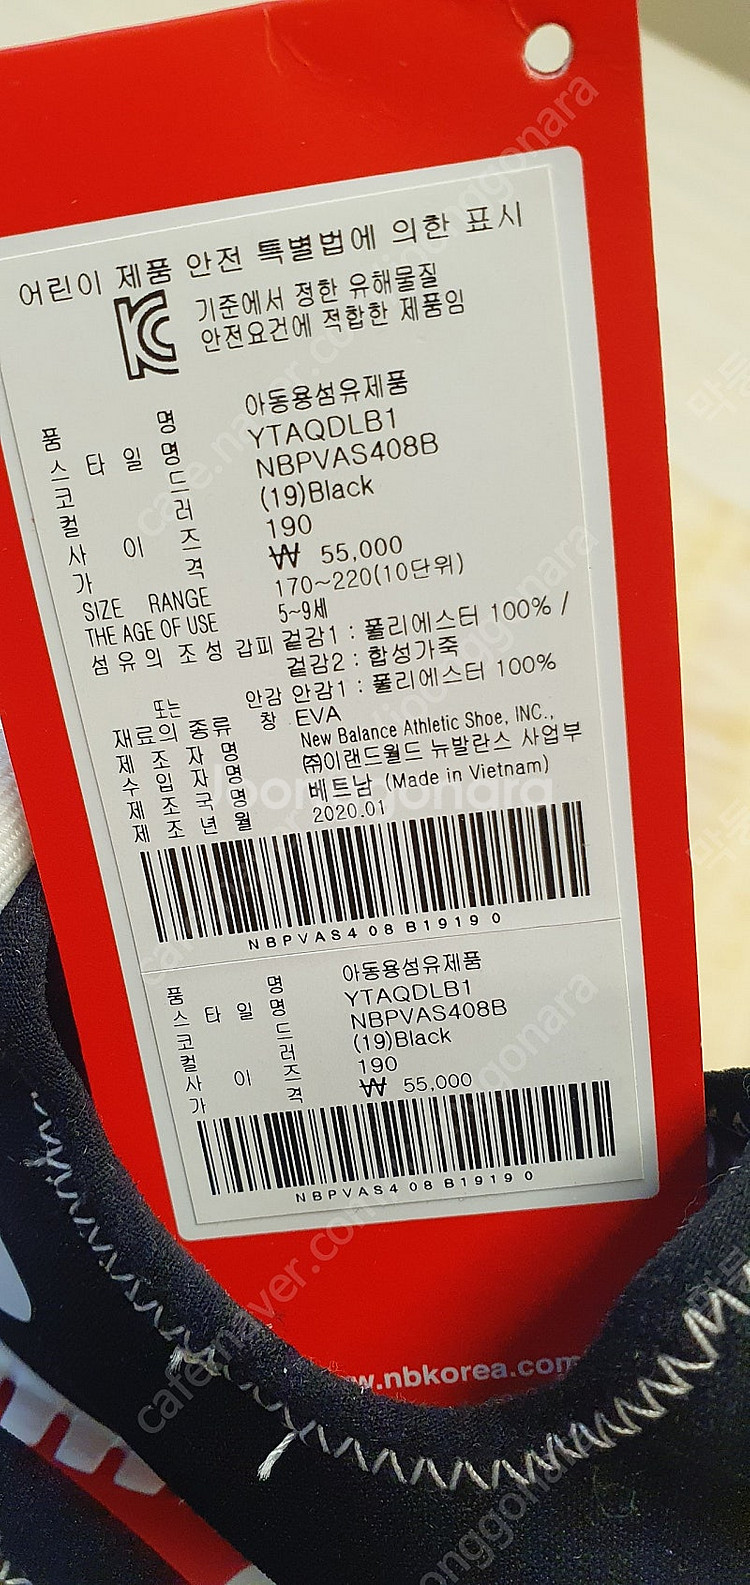 어린이 제품 안전 특별법에 의한 표시
기준에서 정한 유해물질
안전요건에 적합한 제품임
품 명 아동용섬유제품
스 타 일 명 YTAQDLB1
코 드 NBPVAS408B
컬 러 (19)Black
사 이 즈 190
가 격 ₩ 55,000
SIZE RANGE 170~220(10단위)
THE AGE OF USE 5~9세
섬유의 조성 갑피 겉감1 : 폴리에스터 100% /
겉감2 : 합성가죽
또는 안감 안감1 : 폴리에스터 100%
재료의 종류 창 EVA
제 조 자 명 New Balance Athletic Shoe, INC.,
수 입 자 명 ㈜이랜드월드 뉴발란스 사업부
제 조 국 명 베트남 (Made in Vietnam)
제 조 년 월 2020.01
NBPVAS408B19190
품 명 아동용섬유제품
스 타 일 명 YTAQDLB1
코 드 NBPVAS408B
컬 러 (19)Black
사 이 즈 190
가 격 ₩ 55,000
NBPVAS408B19190
w.nbkorea.com
Joonggonara
cafe.naver.com/joonggonara